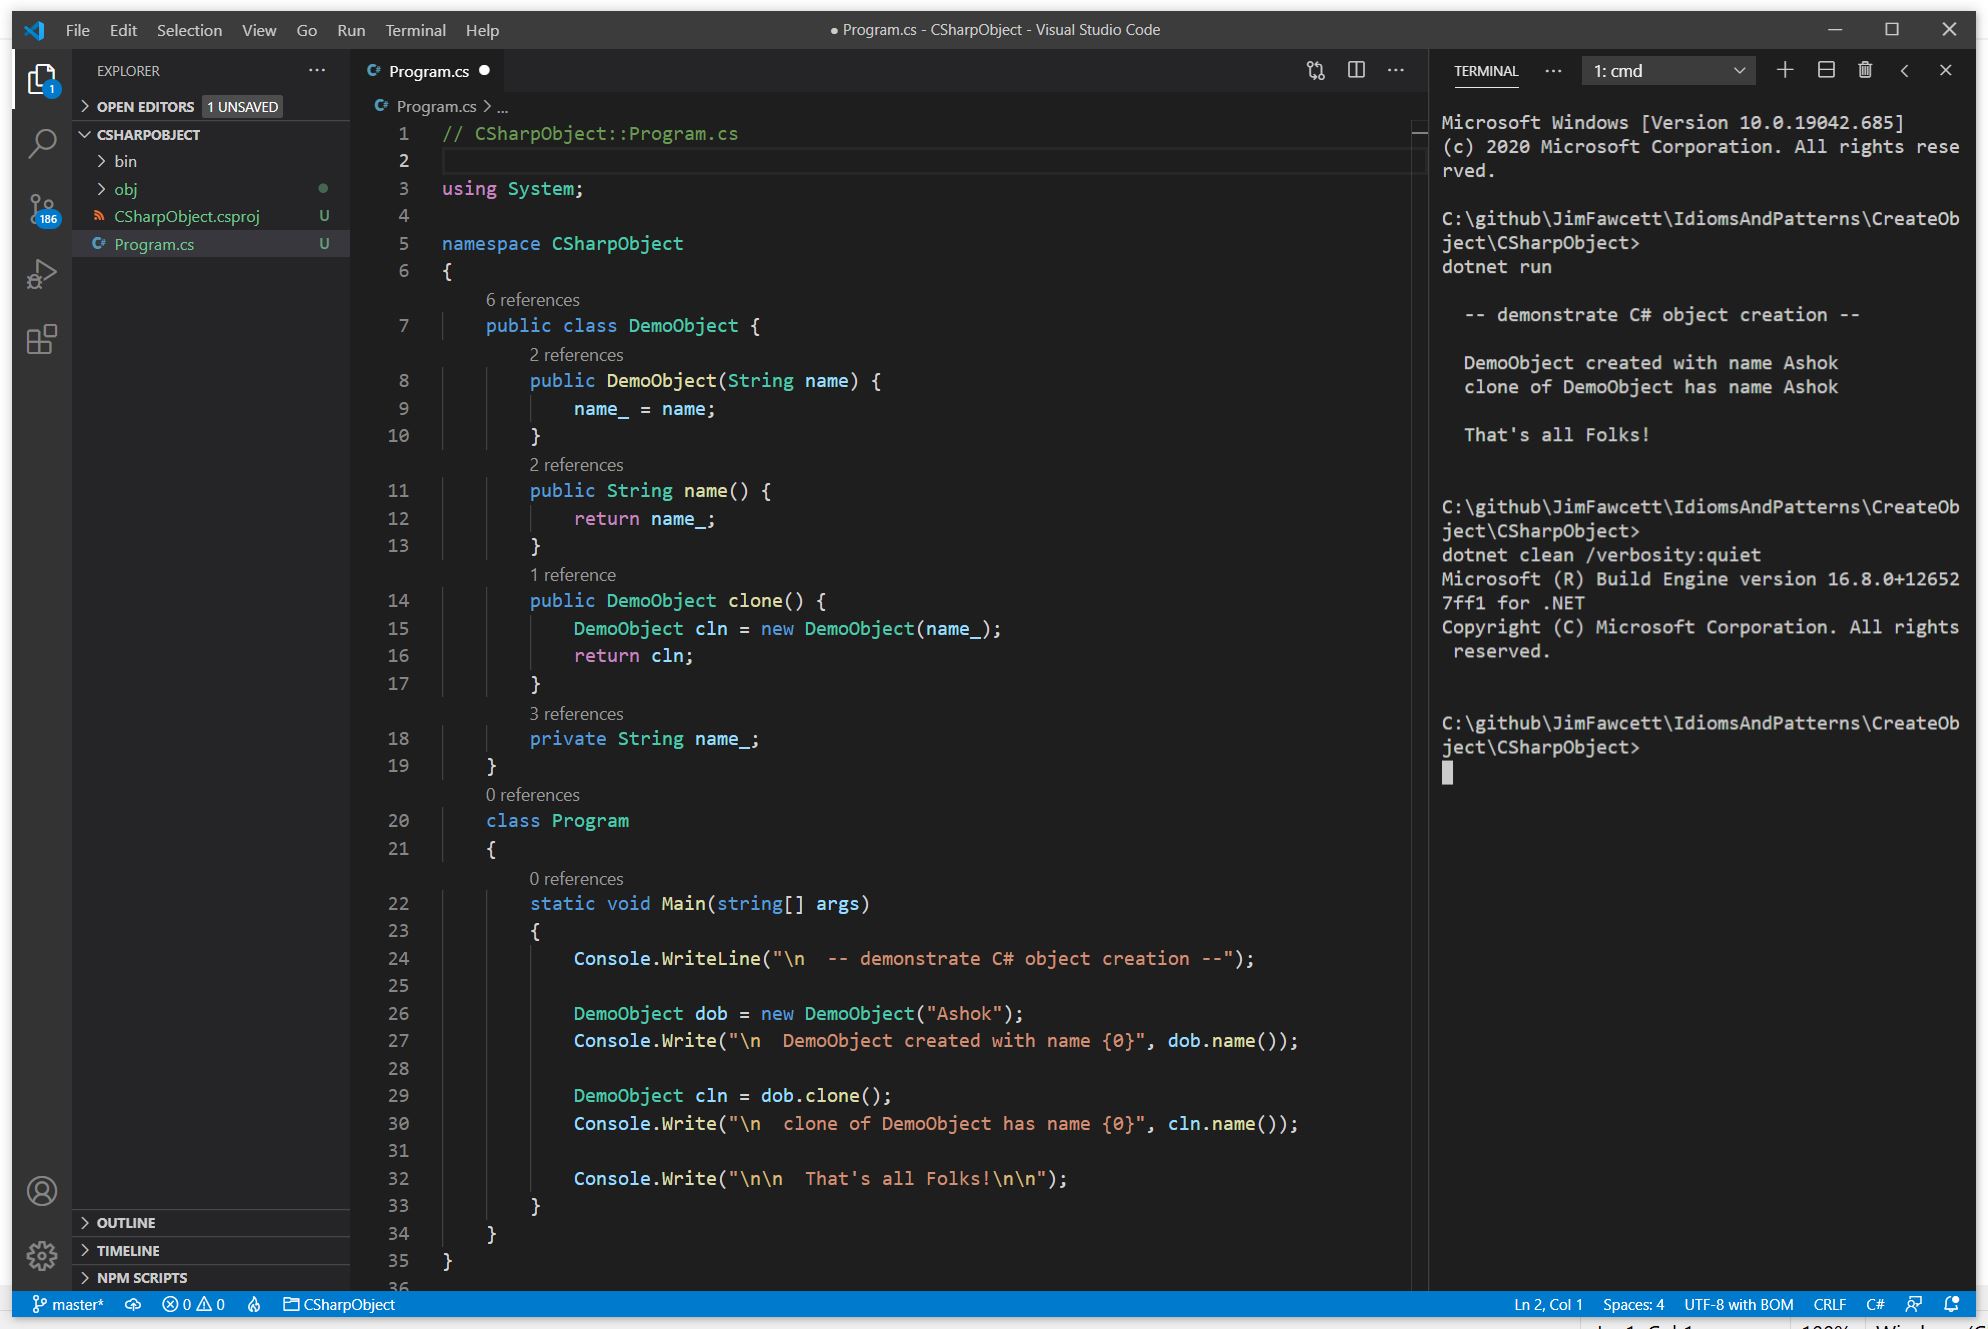 File Edit Selection View Go Run Terminal Help
● Program.cs - CSharpObject - Visual Studio Code
EXPLORER
OPEN EDITORS 1 UNSAVED
CSHARPOBJECT
bin
obj
CSharpObject.csproj U
Program.cs U
1
186
OUTLINE
TIMELINE
NPM SCRIPTS
C# Program.cs ●
C# Program.cs > ...
1 // CSharpObject::Program.cs
2
3 using System;
4
5 namespace CSharpObject
6 {
6 references
7 public class DemoObject {
2 references
8 public DemoObject(String name) {
9 name_ = name;
10 }
2 references
11 public String name() {
12 return name_;
13 }
1 reference
14 public DemoObject clone() {
15 DemoObject cln = new DemoObject(name_);
16 return cln;
17 }
3 references
18 private String name_;
19 }
0 references
20 class Program
21 {
0 references
22 static void Main(string[] args)
23 {
24 Console.WriteLine("\n  -- demonstrate C# object creation --");
25
26 DemoObject dob = new DemoObject("Ashok");
27 Console.Write("\n  DemoObject created with name {0}", dob.name());
28
29 DemoObject cln = dob.clone();
30 Console.Write("\n  clone of DemoObject has name {0}", cln.name());
31
32 Console.Write("\n\n  That's all Folks!\n\n");
33 }
34 }
35 }
36
TERMINAL ... 1: cmd
Microsoft Windows [Version 10.0.19042.685]
(c) 2020 Microsoft Corporation. All rights rese
rved.
C:\github\JimFawcett\IdiomsAndPatterns\CreateOb
ject\CSharpObject>
dotnet run
-- demonstrate C# object creation --
DemoObject created with name Ashok
clone of DemoObject has name Ashok
That's all Folks!
C:\github\JimFawcett\IdiomsAndPatterns\CreateOb
ject\CSharpObject>
dotnet clean /verbosity:quiet
Microsoft (R) Build Engine version 16.8.0+12652
7ff1 for .NET
Copyright (C) Microsoft Corporation. All rights
reserved.
C:\github\JimFawcett\IdiomsAndPatterns\CreateOb
ject\CSharpObject>
master* 0 0 CSharpObject
Ln 2, Col 1 Spaces: 4 UTF-8 with BOM CRLF C#